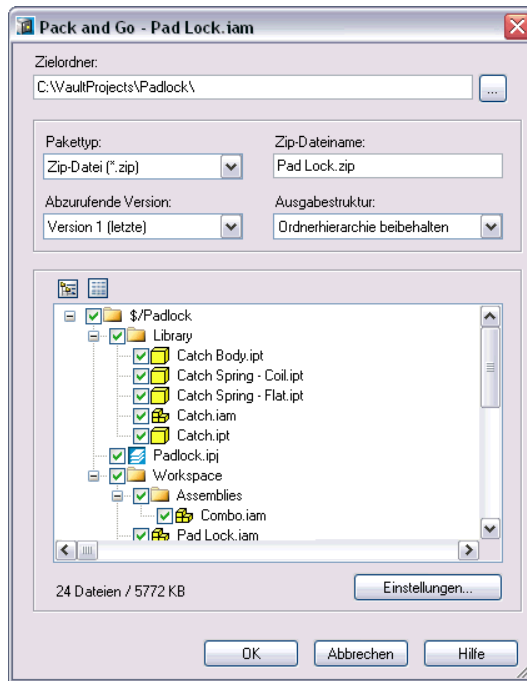 Pack and Go - Pad Lock.iam
Zielordner:
C:\VaultProjects\Padlock\
...
Pakettyp:
Zip-Dateiname:
Zip-Datei (*.zip)
Pad Lock.zip
Abzurufende Version:
Ausgabestruktur:
Version 1 (letzte)
Ordnerhierarchie beibehalten
$/Padlock
Library
Catch Body.ipt
Catch Spring - Coil.ipt
Catch Spring - Flat.ipt
Catch.iam
Catch.ipt
Padlock.ipj
Workspace
Assemblies
Combo.iam
Pad Lock.iam
24 Dateien / 5772 KB
Einstellungen...
OK
Abbrechen
Hilfe